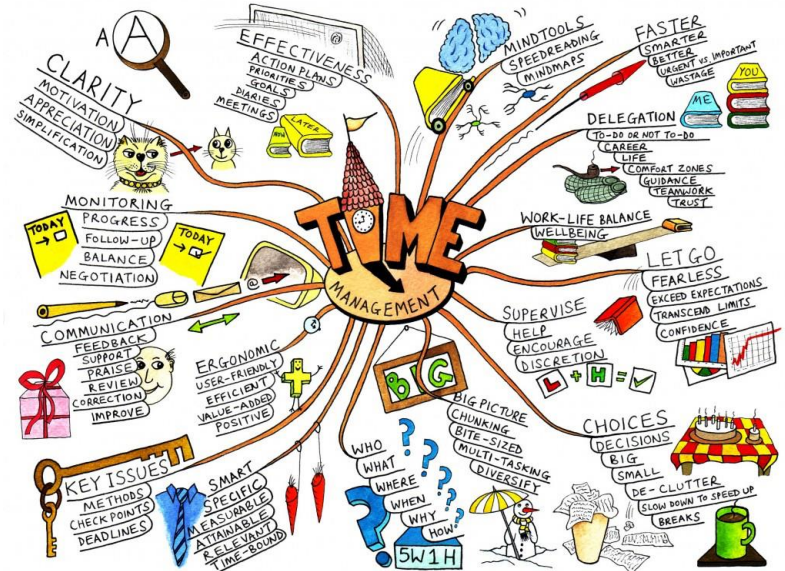 TIME
MANAGEMENT
A A
CLARITY
MOTIVATION
APPRECIATION
SIMPLIFICATION
EFFECTIVENESS
ACTION PLANS
PRIORITIES
GOALS
DIARIES
MEETINGS
NOW
LATER
@
MINDTOOLS
SPEEDREADING
MINDMAPS
FASTER
SMARTER
BETTER
URGENT VS. IMPORTANT
WASTAGE
ME
YOU
DELEGATION
TO-DO OR NOT TO-DO
CAREER
LIFE
COMFORT ZONES
GUIDANCE
TEAMWORK
TRUST
WORK-LIFE BALANCE
WELLBEING
LET GO
FEARLESS
EXCEED EXPECTATIONS
TRANSCEND LIMITS
CONFIDENCE
SUPERVISE
HELP
ENCOURAGE
DISCRETION
L + H = ✓
CHOICES
DECISIONS
BIG
SMALL
DE-CLUTTER
SLOW DOWN TO SPEED UP
BREAKS
BIG
BIG PICTURE
CHUNKING
BITE-SIZED
MULTI-TASKING
DIVERSIFY
WHO
WHAT
WHERE
WHEN
WHY
HOW
? ? ? ? ? ?
5W1H
SMART
SPECIFIC
MEASURABLE
ATTAINABLE
RELEVANT
TIME-BOUND
KEY ISSUES
METHODS
CHECKPOINTS
DEADLINES
ERGONOMIC
USER-FRIENDLY
EFFICIENT
VALUE-ADDED
POSITIVE
COMMUNICATION
FEEDBACK
SUPPORT
PRAISE
REVIEW
CORRECTION
IMPROVE
@
MONITORING
PROGRESS
FOLLOW-UP
BALANCE
NEGOTIATION
TODAY
→
TODAY
→